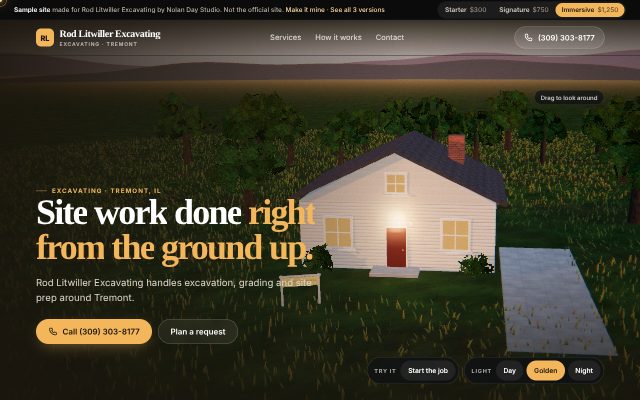 Sample site made for Rod Litwiller Excavating by Nolan Day Studio. Not the official site. Make it mine · See all 3 versions
Starter $300 Signature $750 Immersive $1,250
RL Rod Litwiller Excavating
EXCAVATING · TREMONT
Services How it works Contact
(309) 303-8177
Drag to look around
EXCAVATING · TREMONT, IL
Site work done right
from the ground up.
Rod Litwiller Excavating handles excavation, grading and site
prep around Tremont.
Call (309) 303-8177 Plan a request
TRY IT Start the job LIGHT Day Golden Night